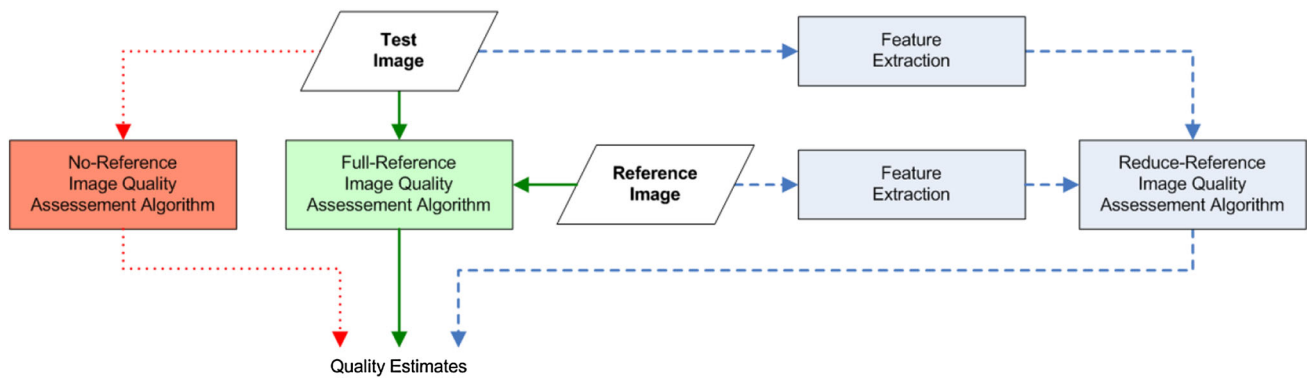 Test
Image
Feature
Extraction
No-Reference
Image Quality
Assessement Algorithm
Full-Reference
Image Quality
Assessement Algorithm
Reference
Image
Feature
Extraction
Reduce-Reference
Image Quality
Assessement Algorithm
Quality Estimates